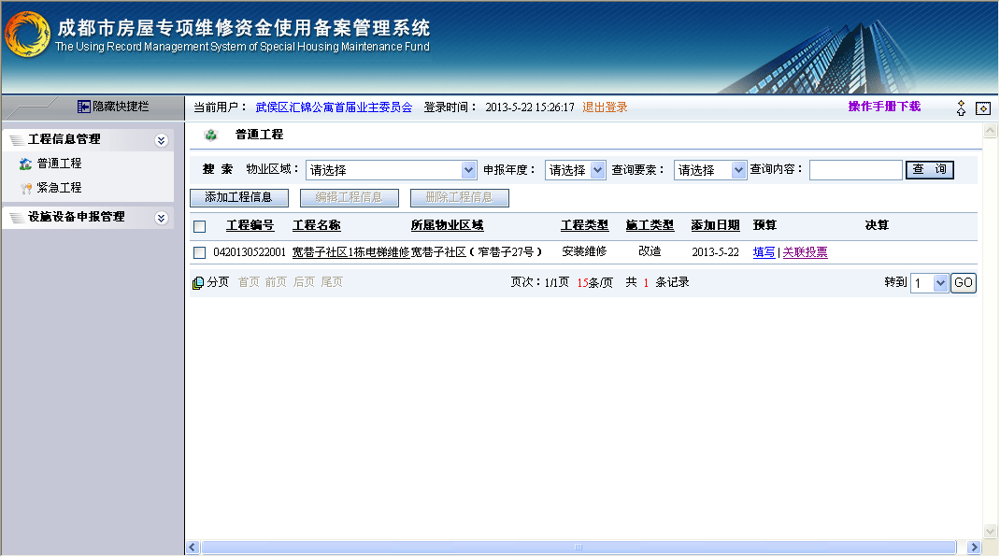 成都市房屋专项维修资金使用备案管理系统
The Using Record Management System of Special Housing Maintenance Fund
隐藏快捷栏
当前用户： 武侯区汇锦公寓首届业主委员会 登录时间： 2013-5-22 15:26:17 退出登录 操作手册下载
工程信息管理
普通工程
紧急工程
设施设备申报管理
普通工程
搜 索 物业区域： 请选择 申报年度： 请选择 查询要素： 请选择 查询内容： 查 询
添加工程信息 编辑工程信息 删除工程信息
工程编号 工程名称 所属物业区域 工程类型 施工类型 添加日期 预算 决算
0420130522001 宽巷子社区1栋电梯维修 宽巷子社区（窄巷子27号） 安装维修 改造 2013-5-22 填写 | 关联投票
分页 首页 前页 后页 尾页 页次：1/1页 15条/页 共 1 条记录 转到 1 GO